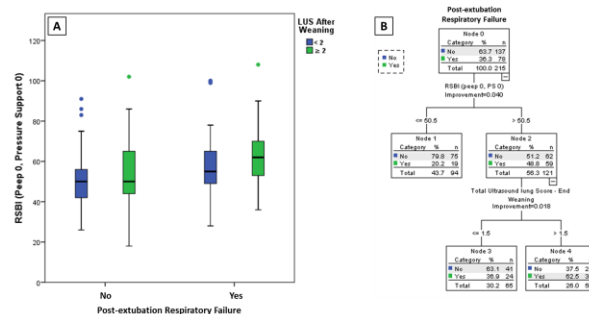 A
LUS After
Weaning
< 2
≥ 2
RSBI (Peep 0, Pressure Support 0)
120
100
80
60
40
20
0
No
Yes
Post-extubation Respiratory Failure
B
Post-extubation
Respiratory Failure
No
Yes
Node 0
Category % n
No 63.7 137
Yes 36.3 78
Total 100.0 215
RSBI (peep 0, PS 0)
Improvement=0.040
<= 50.5
> 50.5
Node 1
Category % n
No 79.8 75
Yes 20.2 19
Total 43.7 94
Node 2
Category % n
No 51.2 62
Yes 48.8 59
Total 56.3 121
Total Ultrasound lung Score - End
Weaning
Improvement=0.018
<= 1.5
> 1.5
Node 3
Category % n
No 63.1 41
Yes 36.9 24
Total 30.2 65
Node 4
Category %
No 37.5 2
Yes 62.5 3
Total 26.0 5